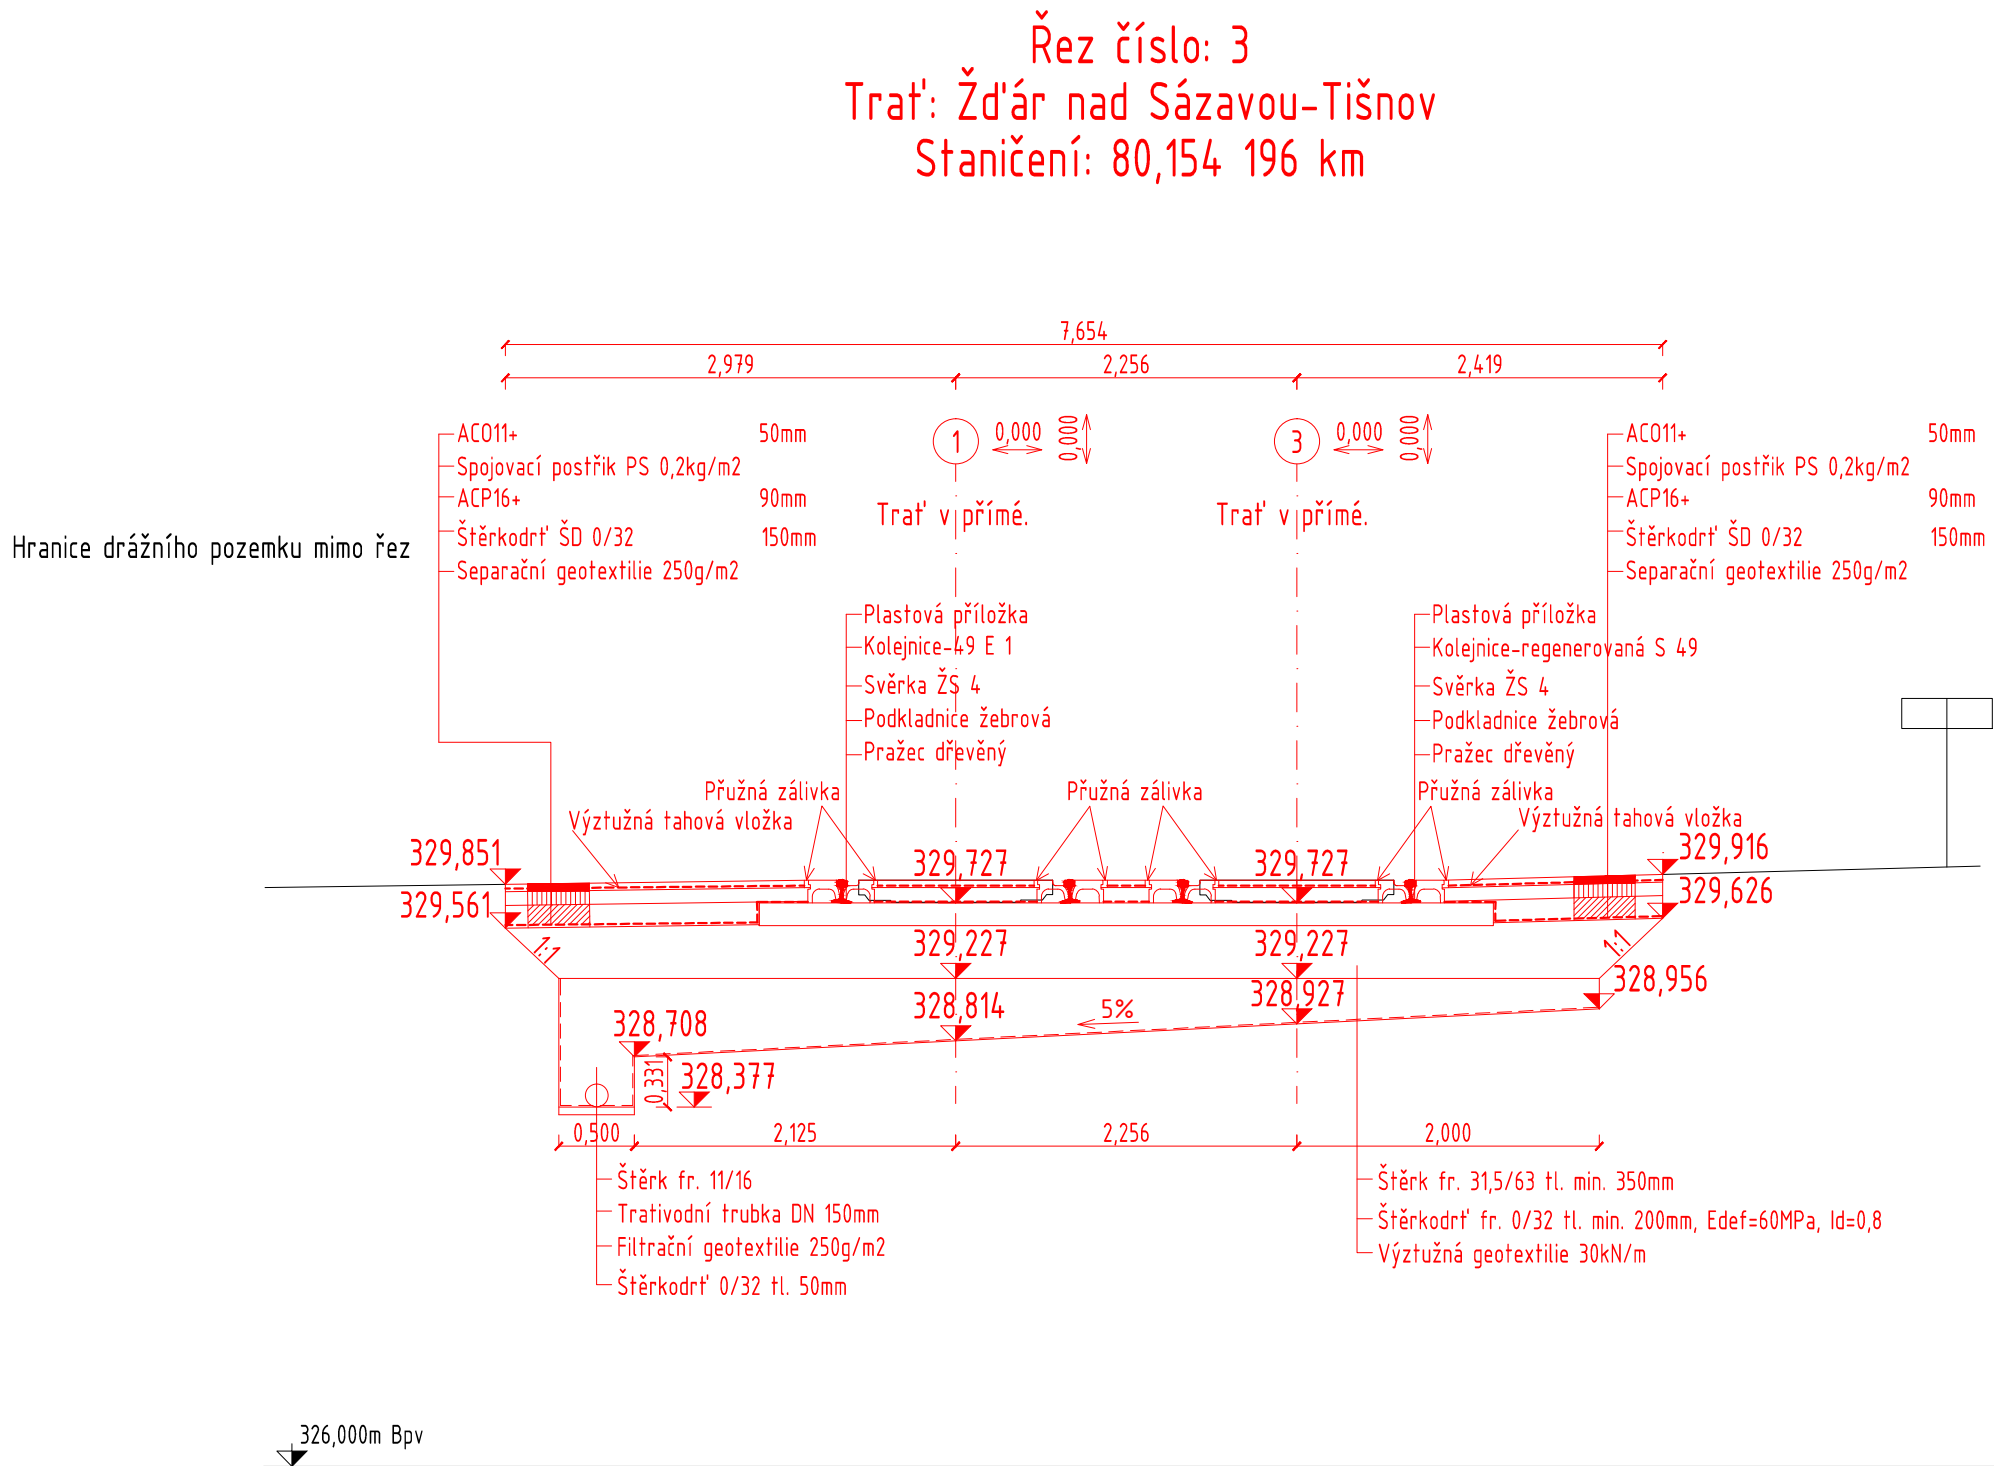 Řez číslo: 3
Trať: Žďár nad Sázavou-Tišnov
Staničení: 80,154 196 km
7,654
2,979
2,256
2,419
ACO11+ 50mm
Spojovací postřik PS 0,2kg/m2
ACP16+ 90mm
Štěrkodrť ŠD 0/32 150mm
Separační geotextilie 250g/m2
1
0,000
0,000
3
0,000
0,000
ACO11+ 50mm
Spojovací postřik PS 0,2kg/m2
ACP16+ 90mm
Štěrkodrť ŠD 0/32 150mm
Separační geotextilie 250g/m2
Trať v přímé.
Trať v přímé.
Hranice drážního pozemku mimo řez
Plastová příložka
Kolejnice-49 E 1
Svěrka ŽS 4
Podkladnice žebrová
Pražec dřevěný
Plastová příložka
Kolejnice-regenerovaná S 49
Svěrka ŽS 4
Podkladnice žebrová
Pražec dřevěný
Přužná zálivka
Přužná zálivka
Přužná zálivka
Výztužná tahová vložka
Výztužná tahová vložka
329,851
329,727
329,727
329,916
329,561
329,626
1:1
329,227
329,227
1:1
328,956
328,708
328,814
5%
328,927
0,331
328,377
0,500
2,125
2,256
2,000
Štěrk fr. 11/16
Trativodní trubka DN 150mm
Filtrační geotextilie 250g/m2
Štěrkodrť 0/32 tl. 50mm
Štěrk fr. 31,5/63 tl. min. 350mm
Štěrkodrť fr. 0/32 tl. min. 200mm, Edef=60MPa, Id=0,8
Výztužná geotextilie 30kN/m
326,000m Bpv